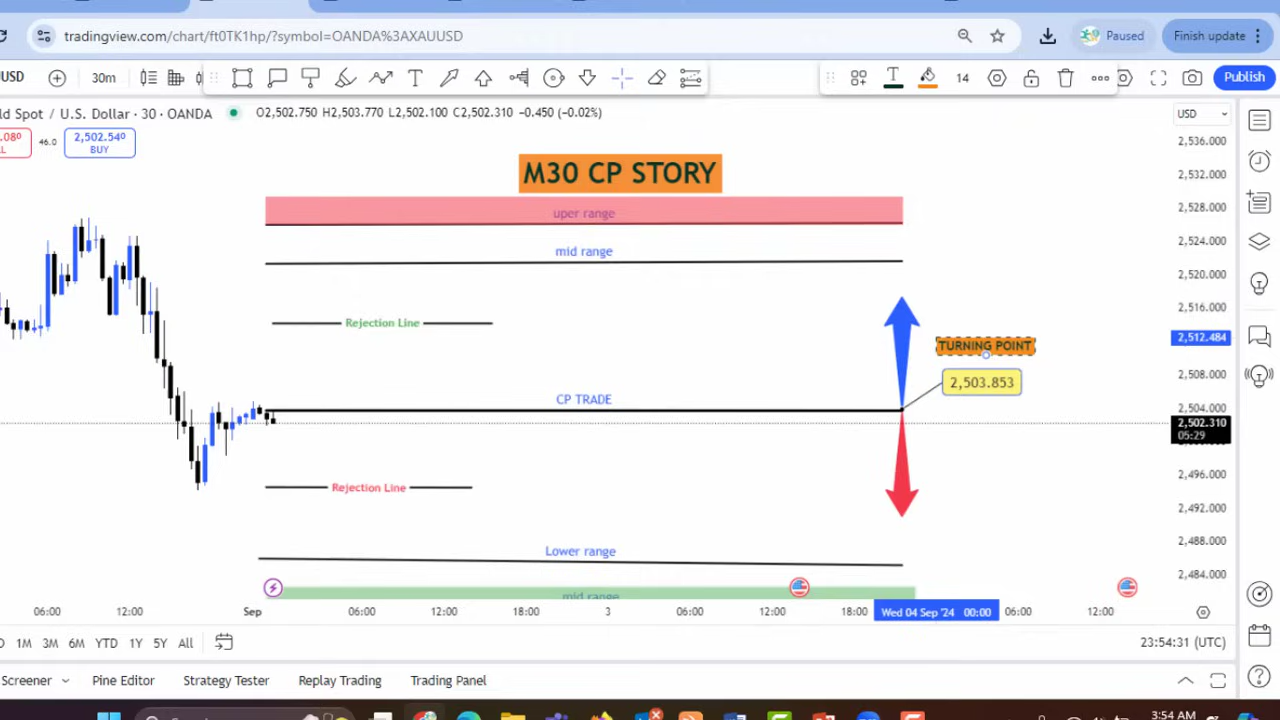 tradingview.com/chart/ft0TK1hp/?symbol=OANDA%3AXAUUSD
Paused
Finish update
USD
30m
14
Publish
ld Spot / U.S. Dollar · 30 · OANDA
O2,502.750 H2,503.770 L2,502.100 C2,502.310 −0.450 (−0.02%)
USD
46.0
2,502.540
BUY
M30 CP STORY
uper range
mid range
Rejection Line
TURNING POINT
2,503.853
CP TRADE
Rejection Line
Lower range
mid range
2,536.000
2,532.000
2,528.000
2,524.000
2,520.000
2,516.000
2,512.484
2,508.000
2,504.000
2,502.310
05:29
2,496.000
2,492.000
2,488.000
2,484.000
06:00
12:00
Sep
06:00
12:00
18:00
3
06:00
12:00
18:00
Wed 04 Sep '24 00:00
06:00
12:00
1M
3M
6M
YTD
1Y
5Y
All
23:54:31 (UTC)
Screener
Pine Editor
Strategy Tester
Replay Trading
Trading Panel
3:54 AM